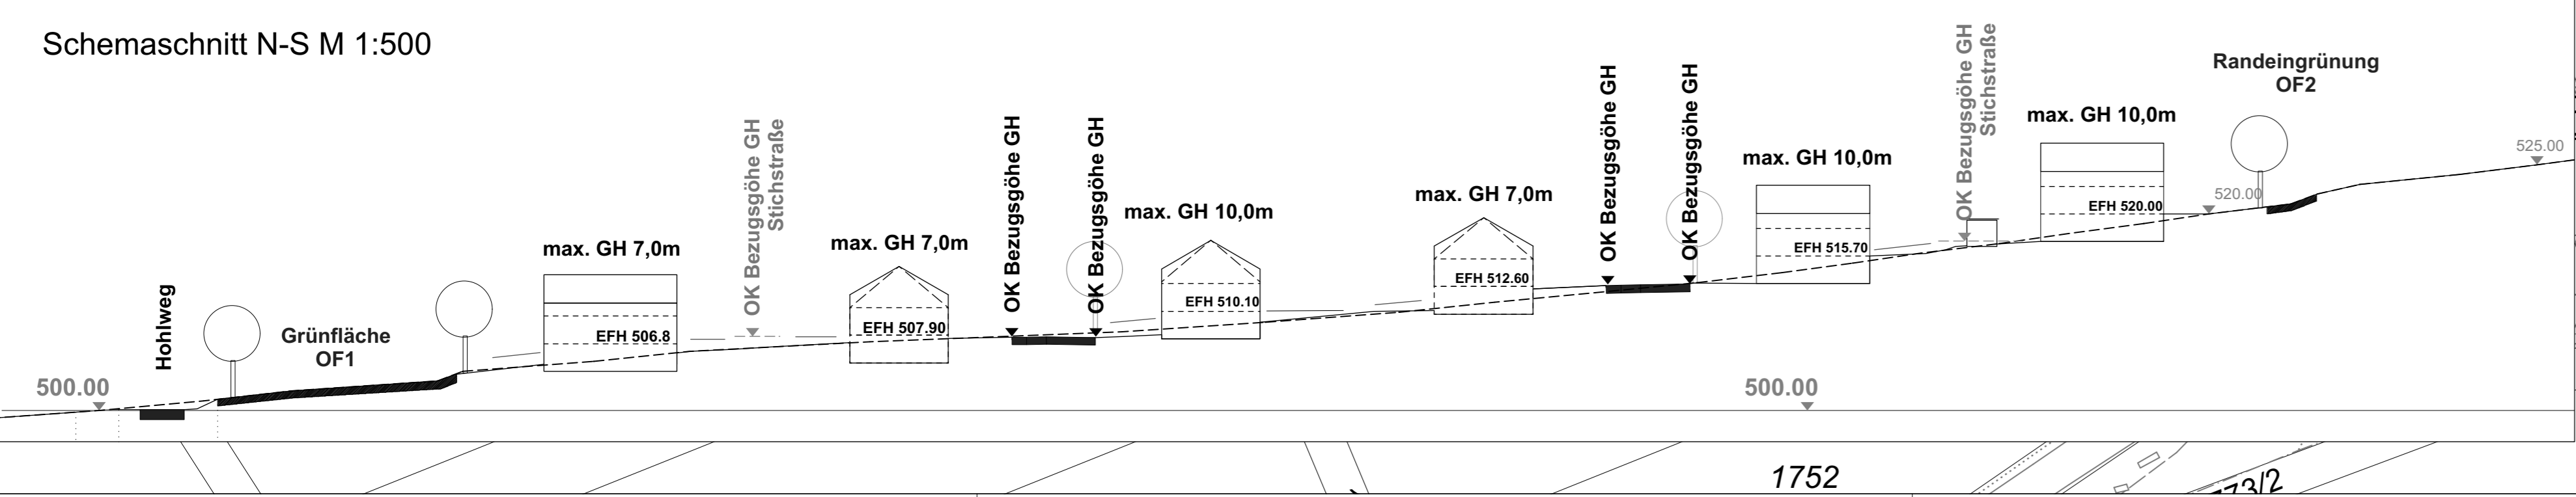 Schemaschnitt N-S M 1:500
500.00
Hohlweg
Grünfläche
OF1
max. GH 7,0m
EFH 506.8
OK Bezugsgöhe GH
Stichstraße
max. GH 7,0m
EFH 507.90
OK Bezugsgöhe GH
OK Bezugsgöhe GH
max. GH 10,0m
EFH 510.10
max. GH 7,0m
EFH 512.60
OK Bezugsgöhe GH
OK Bezugsgöhe GH
max. GH 10,0m
EFH 515.70
500.00
OK Bezugsgöhe GH
Stichstraße
max. GH 10,0m
EFH 520.00
Randeingrünung
OF2
520.00
525.00
1752